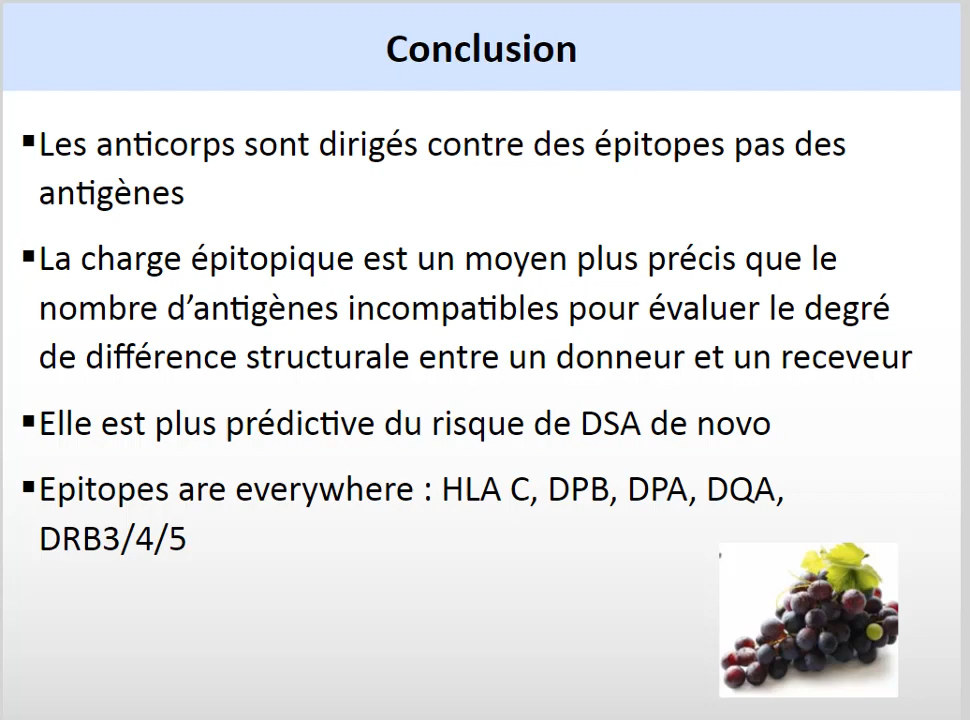 Conclusion
▪Les anticorps sont dirigés contre des épitopes pas des
antigènes
▪La charge épitopique est un moyen plus précis que le
nombre d’antigènes incompatibles pour évaluer le degré
de différence structurale entre un donneur et un receveur
▪Elle est plus prédictive du risque de DSA de novo
▪Epitopes are everywhere : HLA C, DPB, DPA, DQA,
DRB3/4/5